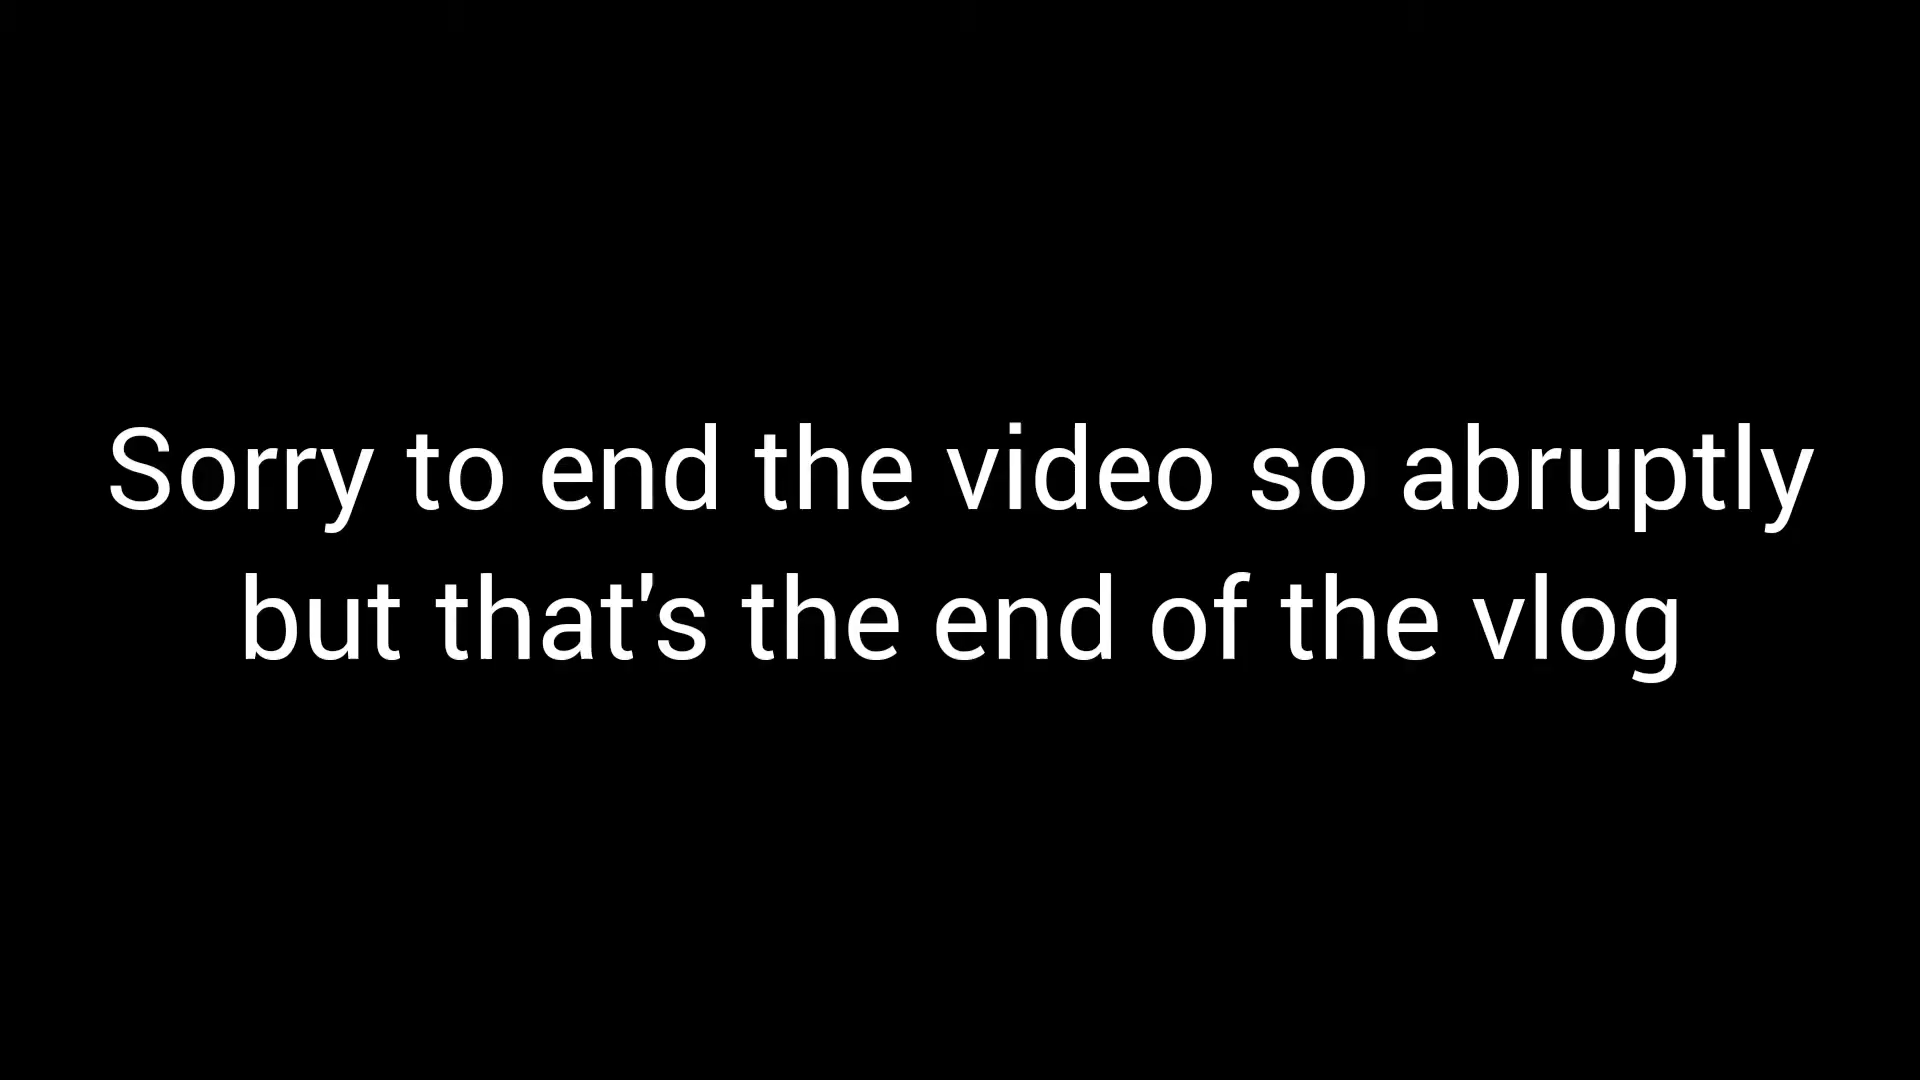 Sorry to end the video so abruptly
but that's the end of the vlog